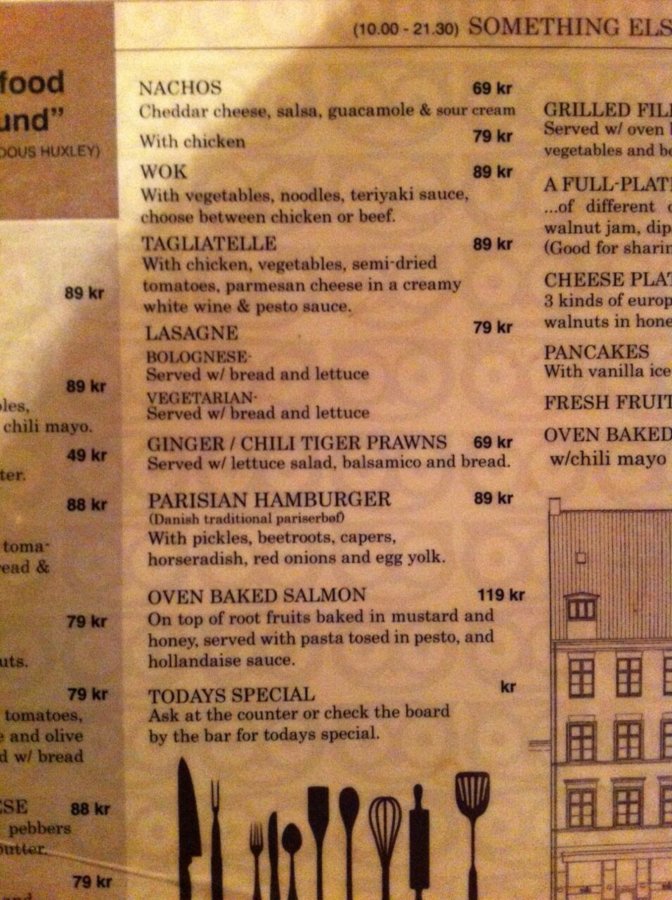 (10.00 - 21.30) SOMETHING ELS
food
und"
OUS HUXLEY)
89 kr
89 kr
les,
chili mayo.
49 kr
ter.
88 kr
toma-
ead &
79 kr
uts.
79 kr
tomatoes,
e and olive
d w/ bread
ESE 88 kr
pebbers
butter.
79 kr
NACHOS 69 kr
Cheddar cheese, salsa, guacamole & sour cream
With chicken 79 kr
WOK 89 kr
With vegetables, noodles, teriyaki sauce,
choose between chicken or beef.
TAGLIATELLE 89 kr
With chicken, vegetables, semi-dried
tomatoes, parmesan cheese in a creamy
white wine & pesto sauce.
LASAGNE 79 kr
BOLOGNESE-
Served w/ bread and lettuce
VEGETARIAN-
Served w/ bread and lettuce
GINGER / CHILI TIGER PRAWNS 69 kr
Served w/ lettuce salad, balsamico and bread.
PARISIAN HAMBURGER 89 kr
(Danish traditional pariserbøf)
With pickles, beetroots, capers,
horseradish, red onions and egg yolk.
OVEN BAKED SALMON 119 kr
On top of root fruits baked in mustard and
honey, served with pasta tosed in pesto, and
hollandaise sauce.
TODAYS SPECIAL kr
Ask at the counter or check the board
by the bar for todays special.
GRILLED FILL
Served w/ oven
vegetables and be
A FULL-PLAT
...of different
walnut jam, dip
(Good for sharin
CHEESE PLAT
3 kinds of europ
walnuts in hone
PANCAKES
With vanilla ice
FRESH FRUIT
OVEN BAKED
w/chili mayo